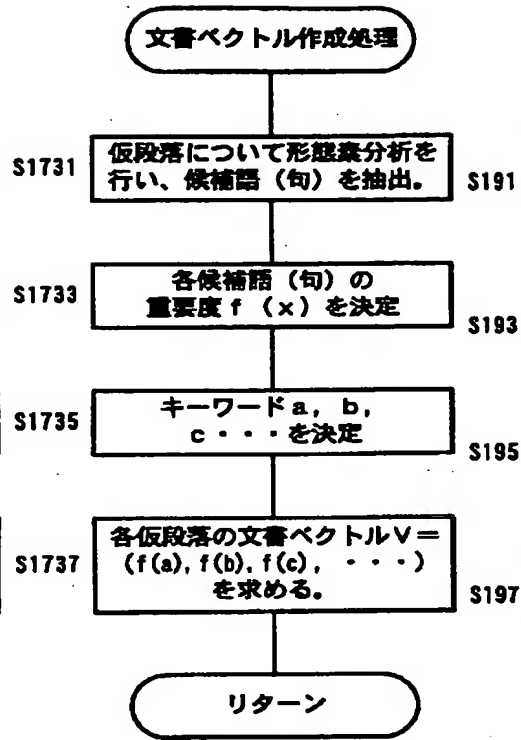 文書ベクトル作成処理
S1731
仮段落について形態素分析を
行い、候補語(句)を抽出。
S191
S1733
各候補語(句)の
重要度f(x)を決定
S193
S1735
キーワードa，b，
c・・・を決定
S195
S1737
各仮段落の文書ベクトルV＝
(f(a), f(b), f(c), ・・・)
を求める。
S197
リターン